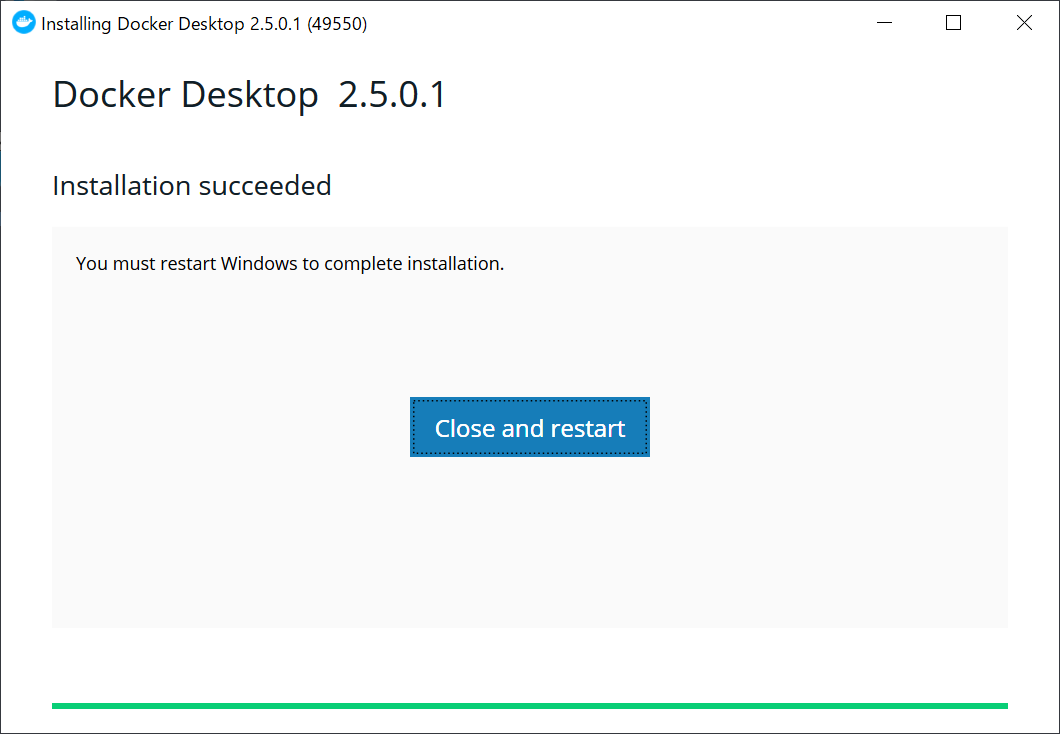 Installing Docker Desktop 2.5.0.1 (49550)
Docker Desktop 2.5.0.1
Installation succeeded
You must restart Windows to complete installation.
Close and restart